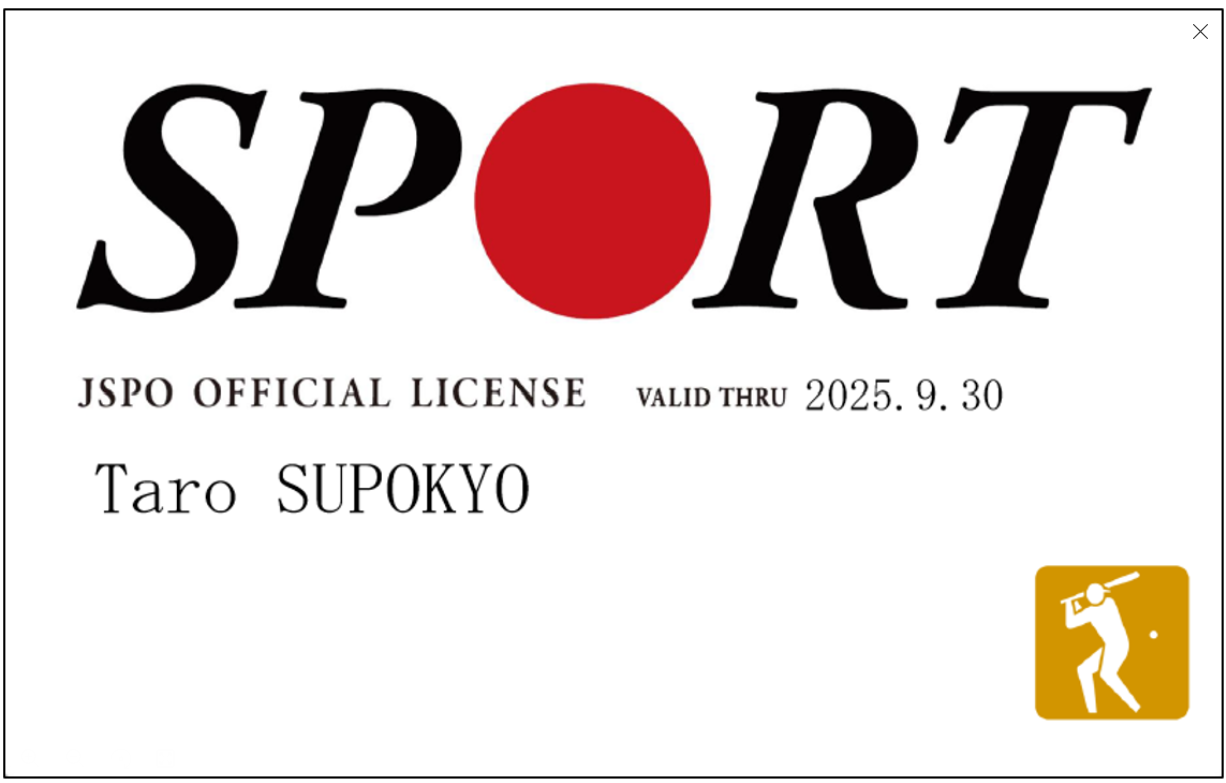 SPORT
JSPO OFFICIAL LICENSE VALID THRU 2025.9.30
Taro SUPOKYO